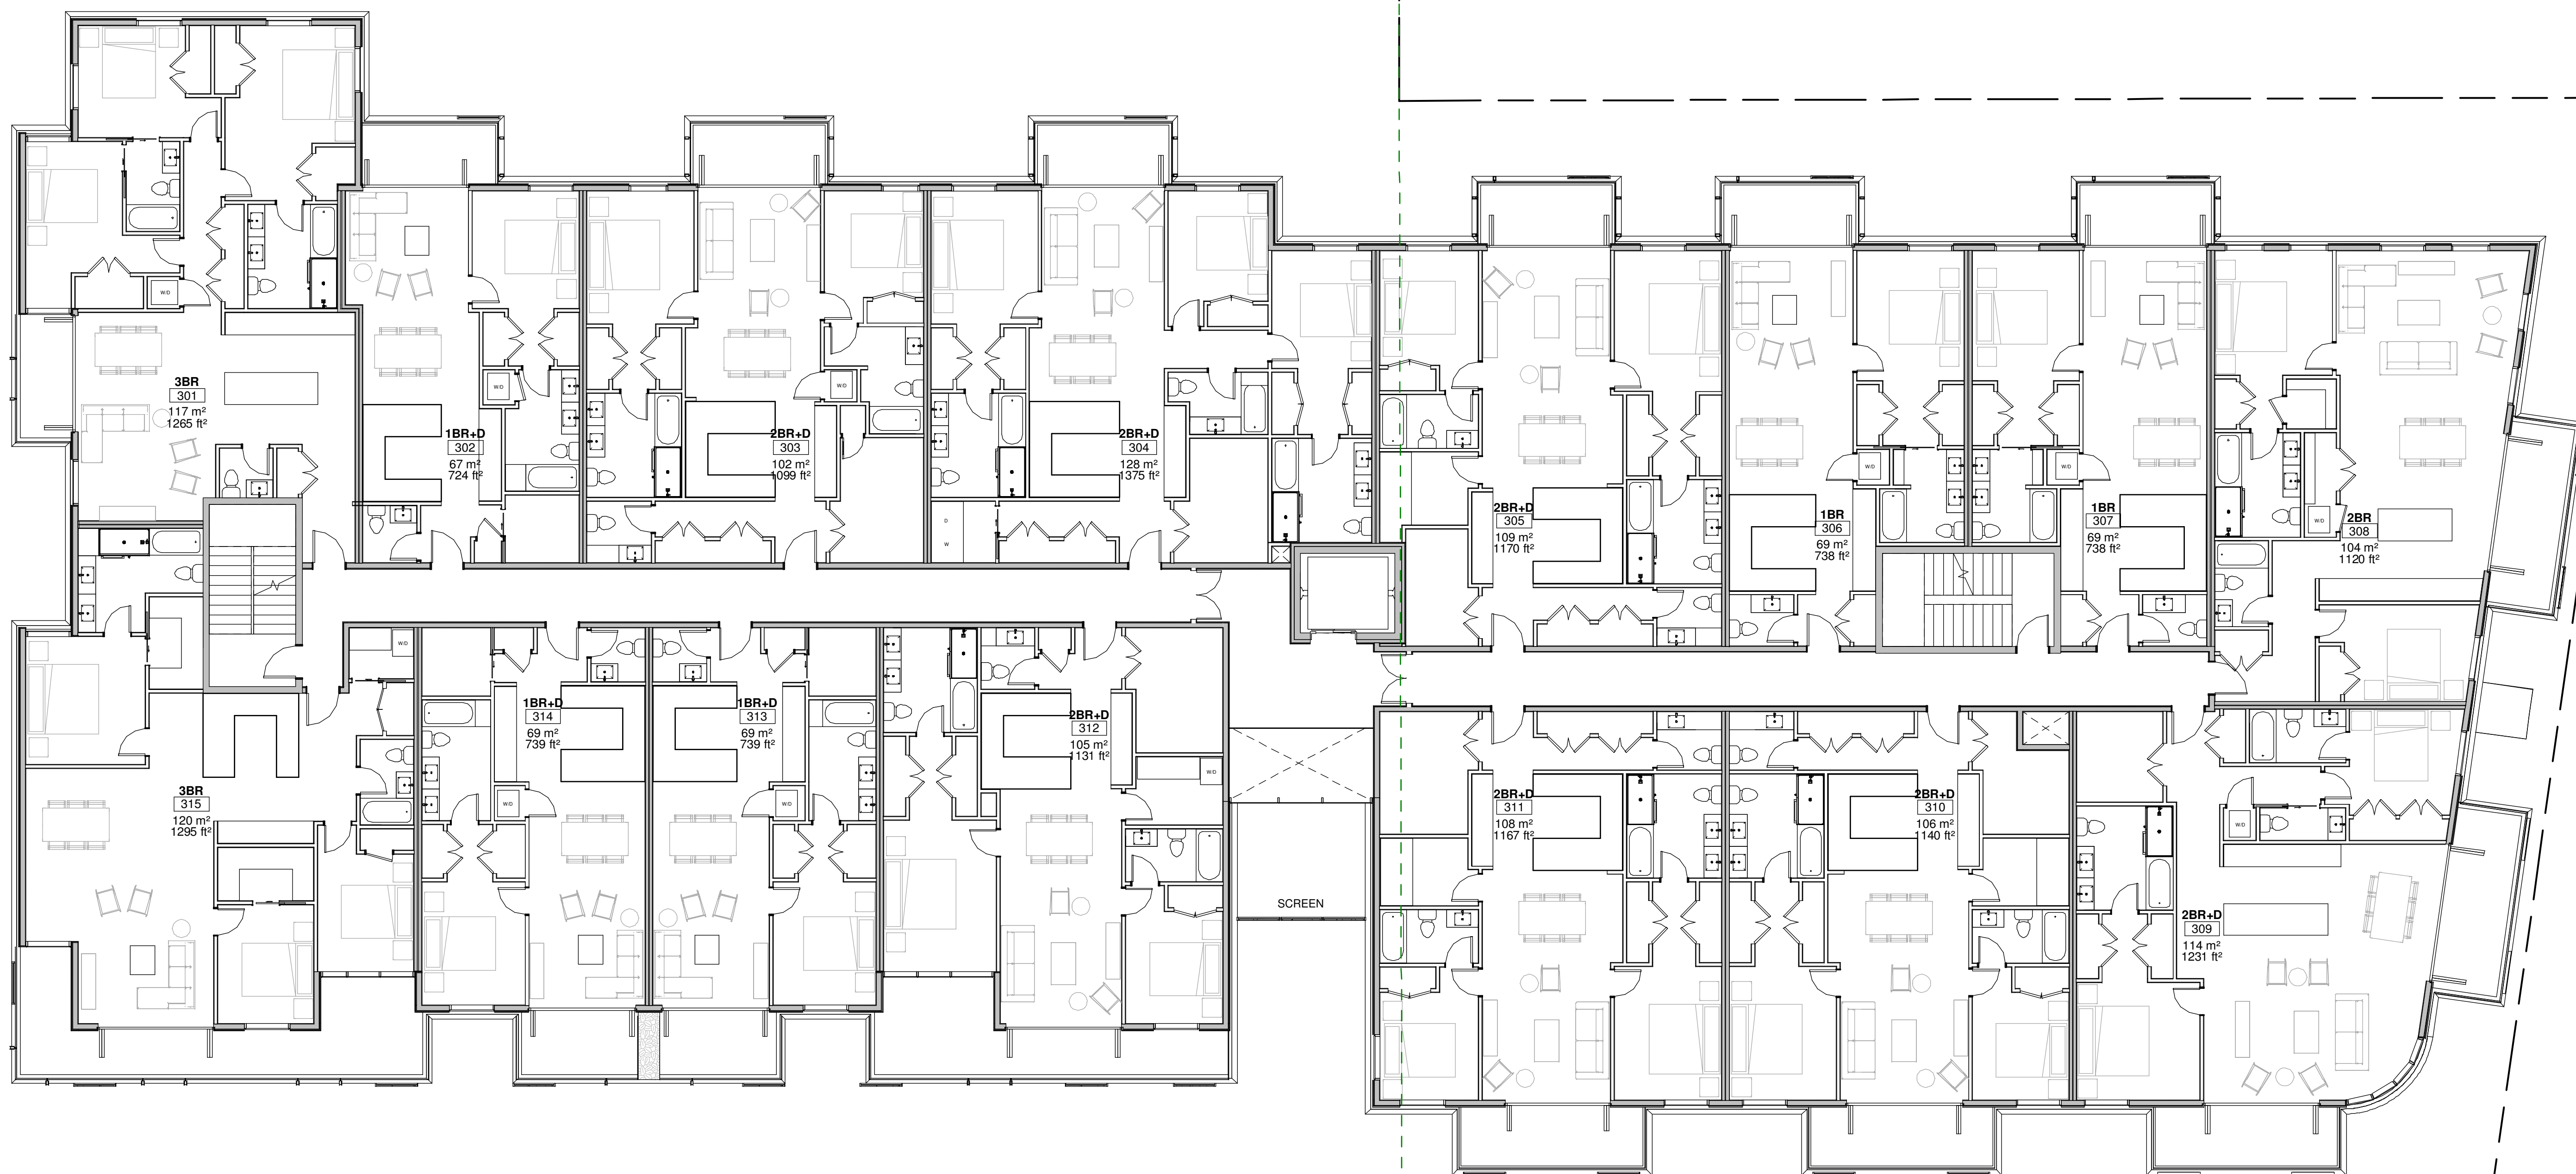 3BR
301
117 m²
1265 ft²
W/D
1BR+D
302
67 m²
724 ft²
W/D
2BR+D
303
102 m²
1099 ft²
W/D
2BR+D
304
128 m²
1375 ft²
D
W
2BR+D
305
109 m²
1170 ft²
1BR
306
69 m²
738 ft²
W/D
1BR
307
69 m²
738 ft²
W/D
2BR
308
104 m²
1120 ft²
W/D
3BR
315
120 m²
1295 ft²
W/D
1BR+D
314
69 m²
739 ft²
W/D
1BR+D
313
69 m²
739 ft²
W/D
2BR+D
312
105 m²
1131 ft²
W/D
SCREEN
2BR+D
311
108 m²
1167 ft²
2BR+D
310
106 m²
1140 ft²
2BR+D
309
114 m²
1231 ft²
W/D